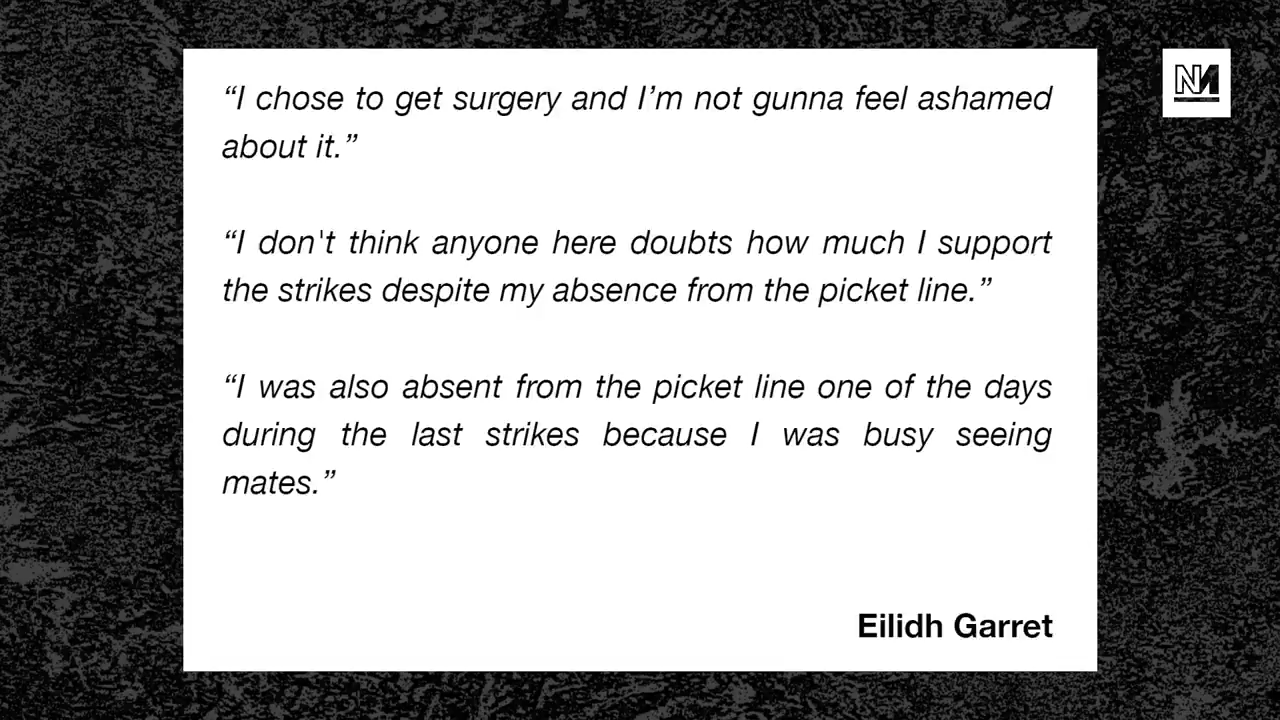 “I chose to get surgery and I’m not gunna feel ashamed
about it.”
“I don't think anyone here doubts how much I support
the strikes despite my absence from the picket line.”
“I was also absent from the picket line one of the days
during the last strikes because I was busy seeing
mates.”
Eilidh Garret
NM